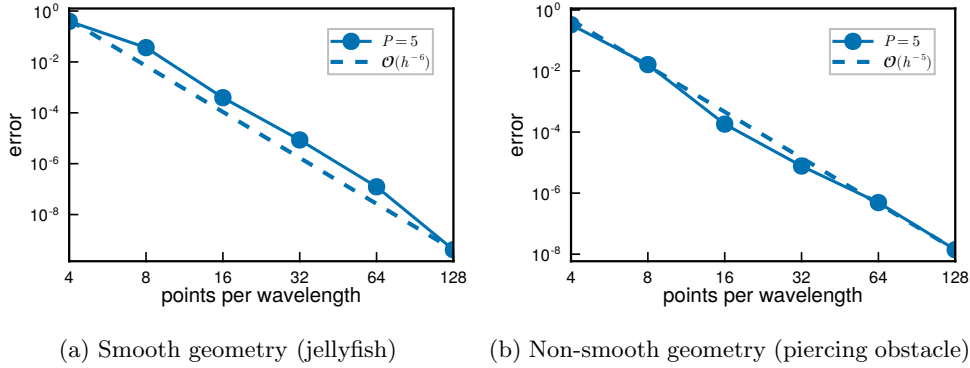 10^0
10^-2
10^-4
10^-6
10^-8
error
P = 5
O(h^-6)
4 8 16 32 64 128
points per wavelength
(a) Smooth geometry (jellyfish)
10^0
10^-2
10^-4
10^-6
10^-8
error
P = 5
O(h^-5)
4 8 16 32 64 128
points per wavelength
(b) Non-smooth geometry (piercing obstacle)